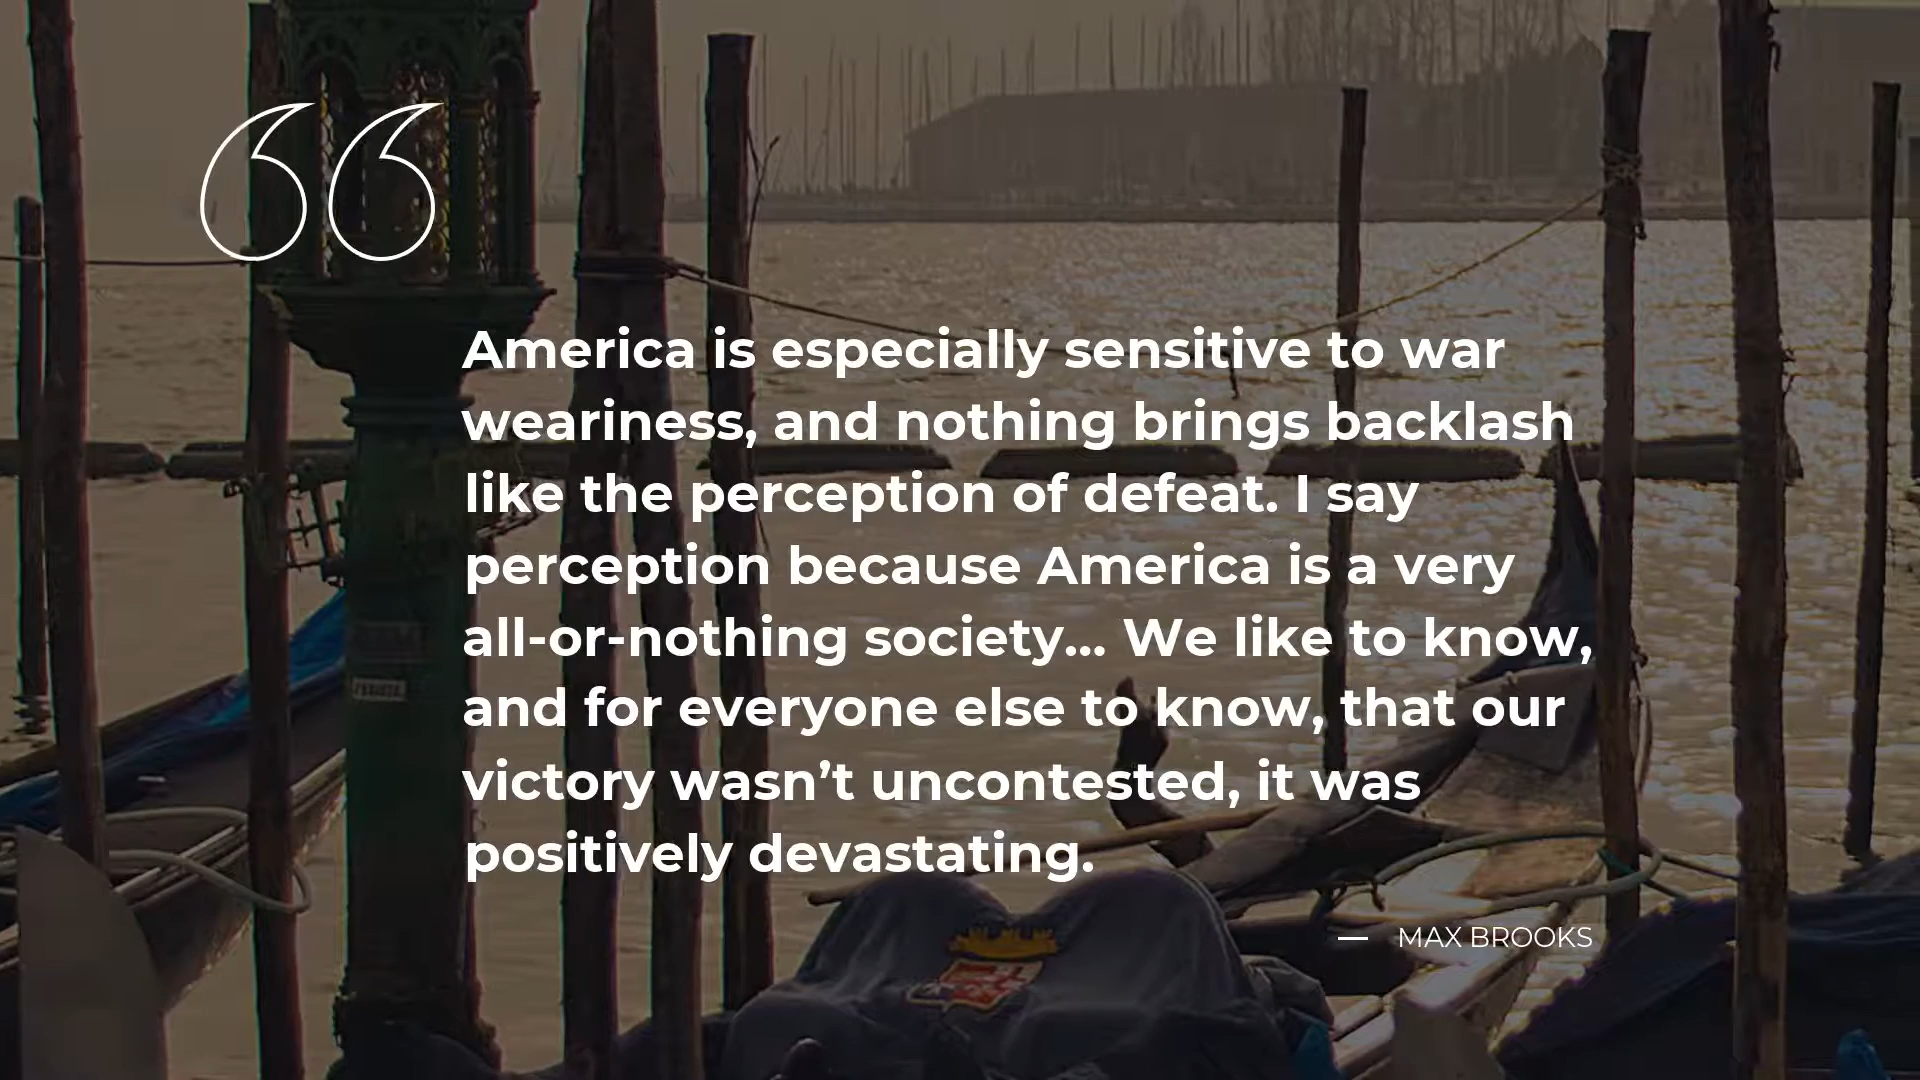 America is especially sensitive to war
weariness, and nothing brings backlash
like the perception of defeat. I say
perception because America is a very
all-or-nothing society... We like to know,
and for everyone else to know, that our
victory wasn’t uncontested, it was
positively devastating.
— MAX BROOKS